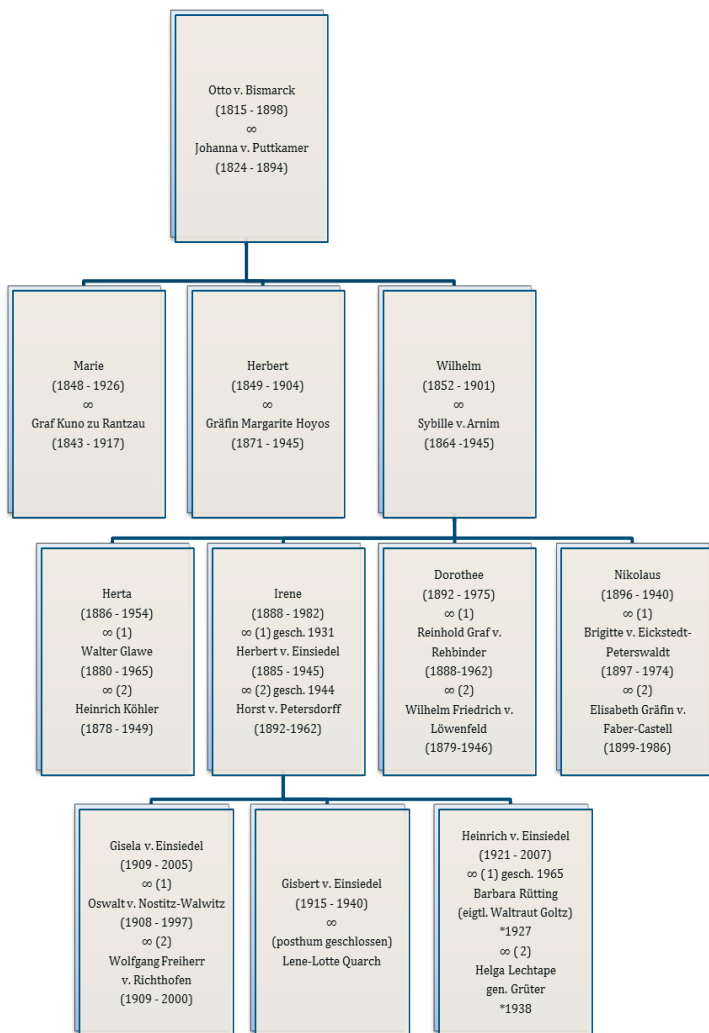 Otto v. Bismarck
(1815 - 1898)
∞
Johanna v. Puttkamer
(1824 - 1894)
Marie
(1848 - 1926)
∞
Graf Kuno zu Rantzau
(1843 - 1917)
Herbert
(1849 - 1904)
∞
Gräfin Margarite Hoyos
(1871 - 1945)
Wilhelm
(1852 - 1901)
∞
Sybille v. Arnim
(1864 -1945)
Herta
(1886 - 1954)
∞ (1)
Walter Glawe
(1880 - 1965)
∞ (2)
Heinrich Köhler
(1878 - 1949)
Irene
(1888 - 1982)
∞ (1) gesch. 1931
Herbert v. Einsiedel
(1885 - 1945)
∞ (2) gesch. 1944
Horst v. Petersdorff
(1892-1962)
Dorothee
(1892 - 1975)
∞ (1)
Reinhold Graf v.
Rehbinder
(1888-1962)
∞ (2)
Wilhelm Friedrich v.
Löwenfeld
(1879-1946)
Nikolaus
(1896 - 1940)
∞ (1)
Brigitte v. Eickstedt-
Peterswaldt
(1897 - 1974)
∞ (2)
Elisabeth Gräfin v.
Faber-Castell
(1899-1986)
Gisela v. Einsiedel
(1909 - 2005)
∞ (1)
Oswalt v. Nostitz-Walwitz
(1908 - 1997)
∞ (2)
Wolfgang Freiherr
v. Richthofen
(1909 - 2000)
Gisbert v. Einsiedel
(1915 - 1940)
∞
(posthum geschlossen)
Lene-Lotte Quarch
Heinrich v. Einsiedel
(1921 - 2007)
∞ (1) gesch. 1965
Barbara Rütting
(eigtl. Waltraut Goltz)
*1927
∞ (2)
Helga Lechtape
gen. Grüter
*1938